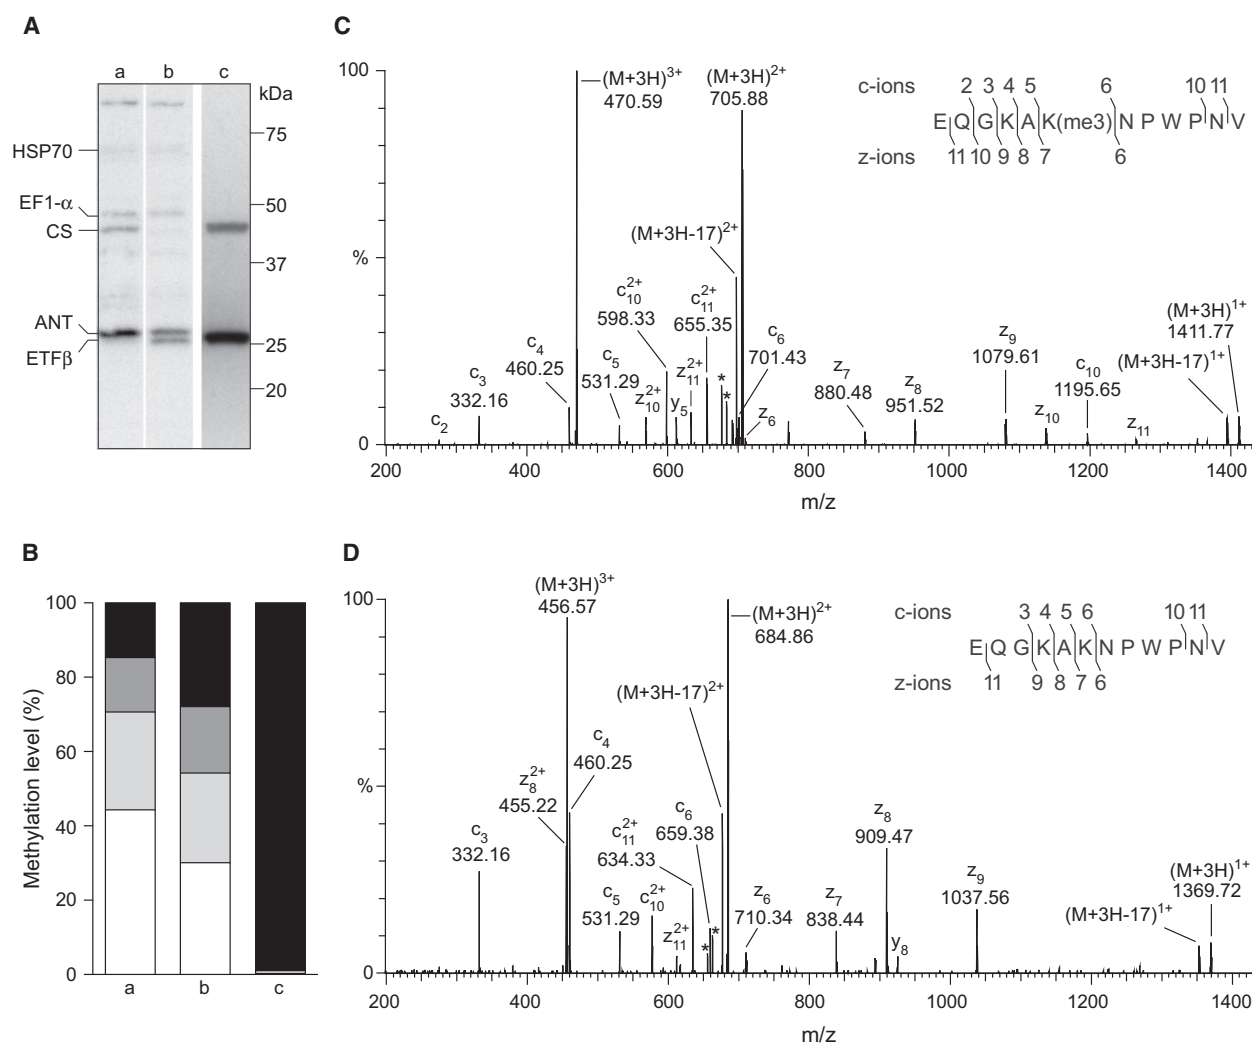 A
a b c
kDa
HSP70
75
EF1-α
50
CS
37
ANT
25
ETFβ
20
B
Methylation level (%)
100
80
60
40
20
0
a b c
C
100
%
0
(M+3H)3+
470.59
(M+3H)2+
705.88
c-ions 2 3 4 5 6 10 11
E Q G K A K(me3) N P W P N V
z-ions 11 10 9 8 7 6
(M+3H-17)2+
c10 2+
598.33
c11 2+
655.35
c6
701.43
c4
460.25
c5
531.29
c3
332.16
c2
z10 2+
y5
z11 2+
*
*
z6
z7
880.48
z8
951.52
z9
1079.61
z10
c10
1195.65
z11
(M+3H)1+
1411.77
(M+3H-17)1+
200 400 600 800 1000 1200 1400
m/z
D
100
%
0
(M+3H)3+
456.57
(M+3H)2+
684.86
c-ions 3 4 5 6 10 11
E Q G K A K N P W P N V
z-ions 11 9 8 7 6
(M+3H-17)2+
c4
460.25
z8 2+
455.22
c3
332.16
c11 2+
634.33
c6
659.38
c5
531.29
c10 2+
z11 2+
*
*
z6
710.34
z7
838.44
z8
909.47
y8
z9
1037.56
(M+3H-17)1+
(M+3H)1+
1369.72
200 400 600 800 1000 1200 1400
m/z